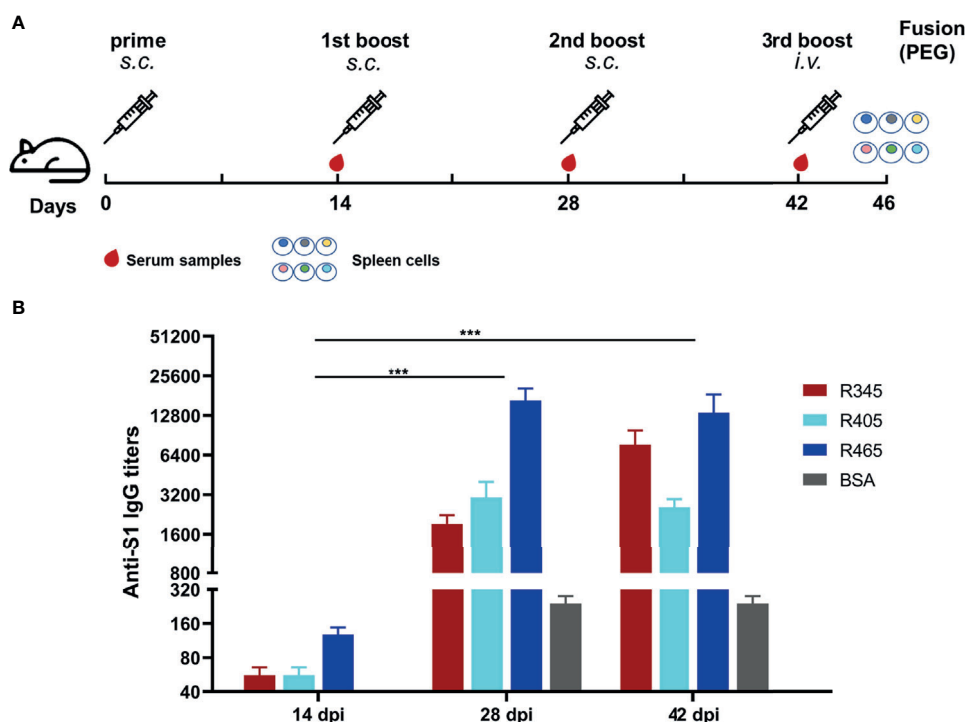 A
prime
s.c.
1st boost
s.c.
2nd boost
s.c.
3rd boost
i.v.
Fusion
(PEG)
Days
0
14
28
42
46
Serum samples
Spleen cells
B
Anti-S1 IgG titers
51200
25600
12800
6400
3200
1600
800
320
160
80
40
***
***
R345
R405
R465
BSA
14 dpi
28 dpi
42 dpi